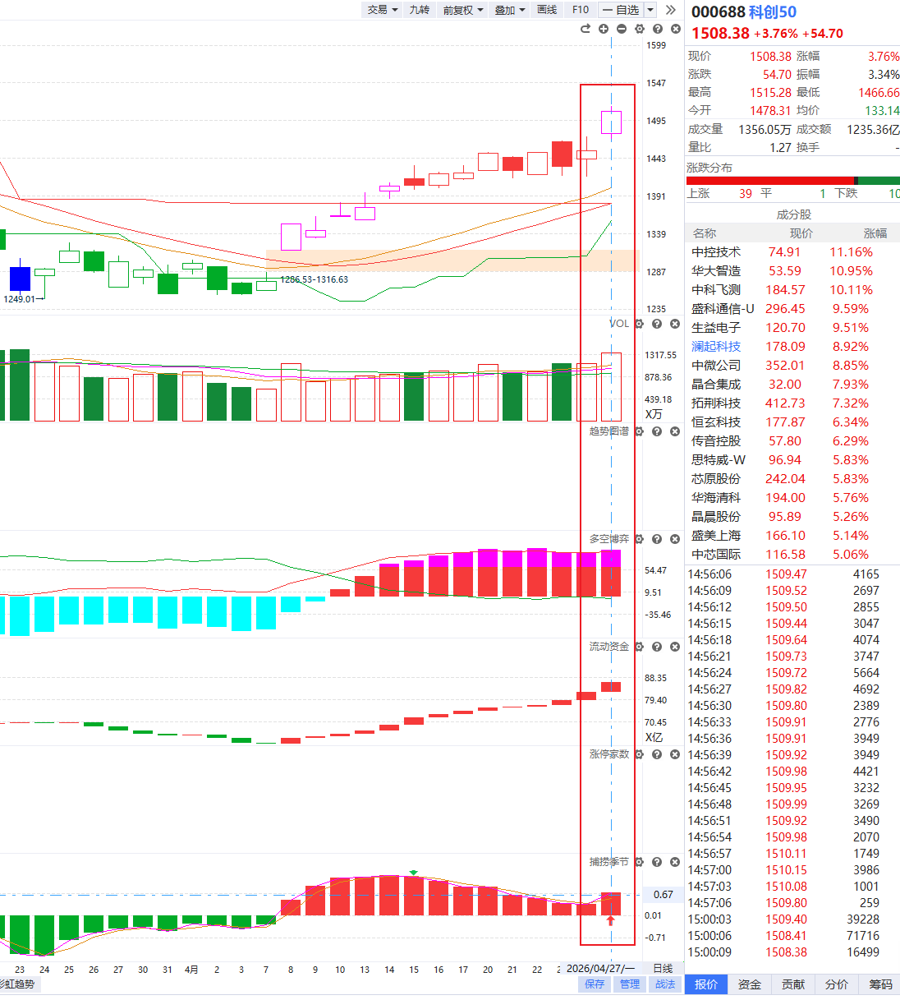 交易 九转 前复权 叠加 画线 F10 一自选
000688 科创50
1508.38 +3.76% +54.70
现价 1508.38 涨幅 3.76%
涨跌 54.70 振幅 3.34%
最高 1515.28 最低 1466.66
今开 1478.31 均价 133.14
成交量 1356.05万 成交额 1235.36亿
量比 1.27 换手 -
涨跌分布
上涨 39 平 1 下跌 10
成分股
名称 现价 涨幅
中控技术 74.91 11.16%
华大智造 53.59 10.95%
中科飞测 184.57 10.11%
盛科通信-U 296.45 9.59%
生益电子 120.70 9.51%
澜起科技 178.09 8.92%
中微公司 352.01 8.85%
晶合集成 32.00 7.93%
拓荆科技 412.73 7.32%
恒玄科技 177.87 6.34%
传音控股 57.80 6.29%
思特威-W 96.94 5.83%
芯原股份 242.04 5.83%
华海清科 194.00 5.76%
晶晨股份 95.89 5.26%
盛美上海 166.10 5.14%
中芯国际 116.58 5.06%
14:56:06 1509.47 4165
14:56:09 1509.52 2697
14:56:12 1509.50 2855
14:56:15 1509.44 3047
14:56:18 1509.64 4074
14:56:21 1509.73 3747
14:56:24 1509.72 5664
14:56:27 1509.82 4692
14:56:30 1509.80 2389
14:56:33 1509.91 2776
14:56:36 1509.91 3949
14:56:39 1509.92 3949
14:56:42 1509.98 4421
14:56:45 1509.95 3232
14:56:48 1509.99 3269
14:56:51 1509.92 3490
14:56:54 1509.98 2070
14:56:57 1510.11 1749
14:57:00 1510.15 3986
14:57:03 1510.08 1001
14:57:06 1509.80 259
15:00:03 1509.40 39228
15:00:06 1508.41 71716
15:00:09 1508.38 16499
报价 资金 贡献 分价 筹码
1599
1547
1495
1443
1391
1339
1287
1235
1286.53-1316.63
1249.01
VOL
1317.55
878.36
439.18
X万
趋势图谱
多空博弈
54.47
9.51
-35.46
流动资金
88.35
79.40
70.45
X亿
涨停家数
捕捞季节
0.67
0.01
-0.71
23 24 25 26 27 30 31 4月 2 3 7 8 9 10 13 14 15 16 17 20 21 22 2026/04/27/一 日线
彩虹趋势 保存 管理 战法